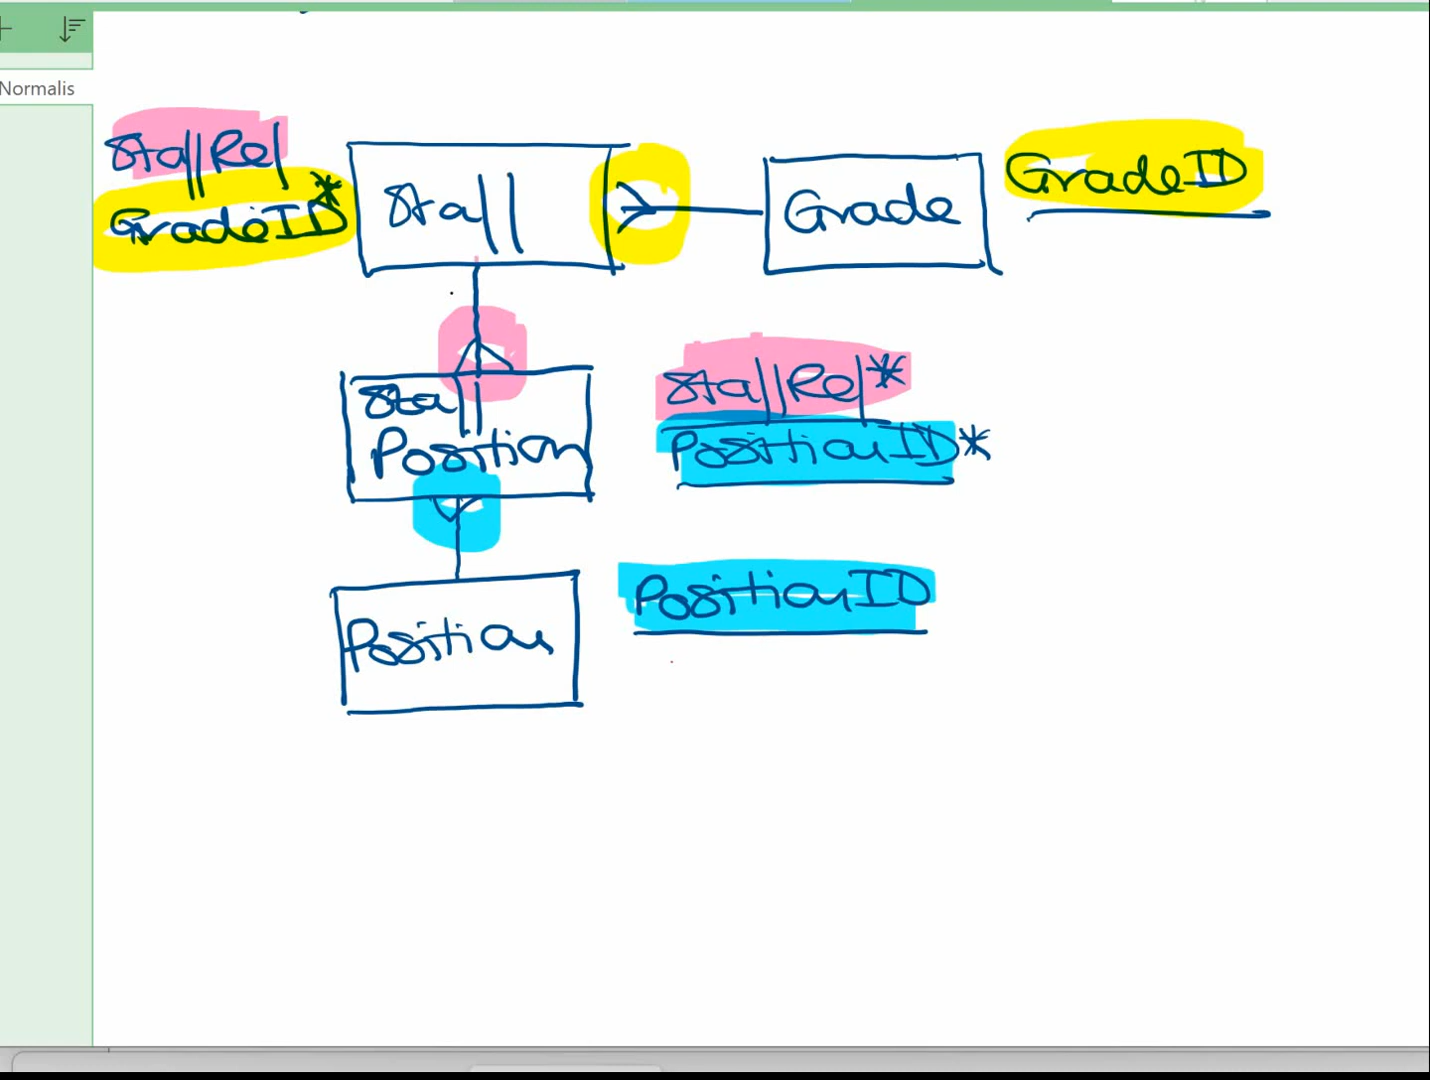 Normalis
StaffRef
GradeID*
Staff
Grade
GradeID
Staff
Position
StaffRef*
PositionID*
Position
PositionID